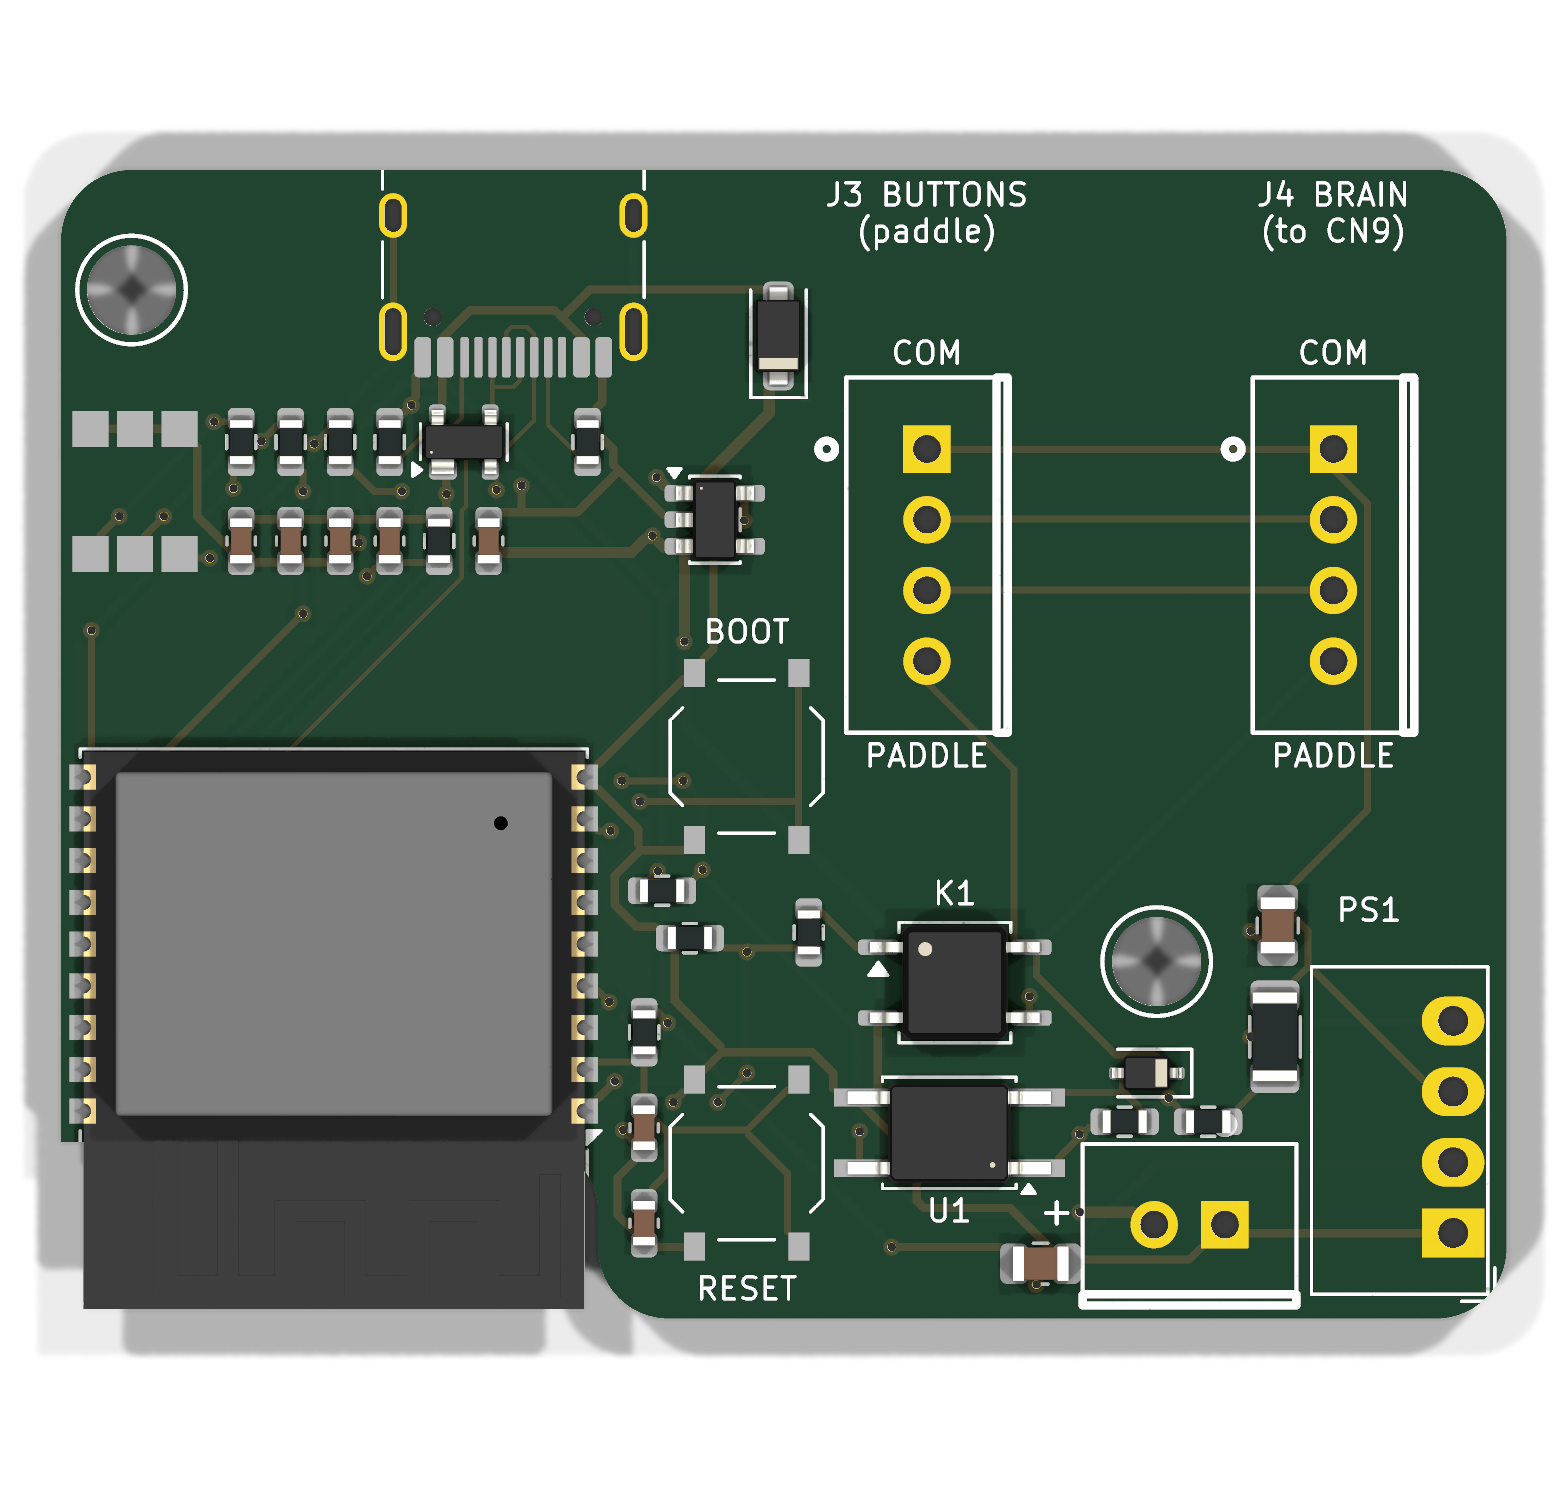 J3 BUTTONS
(paddle)
J4 BRAIN
(to CN9)
COM
COM
BOOT
PADDLE
PADDLE
K1
PS1
U1
+
RESET